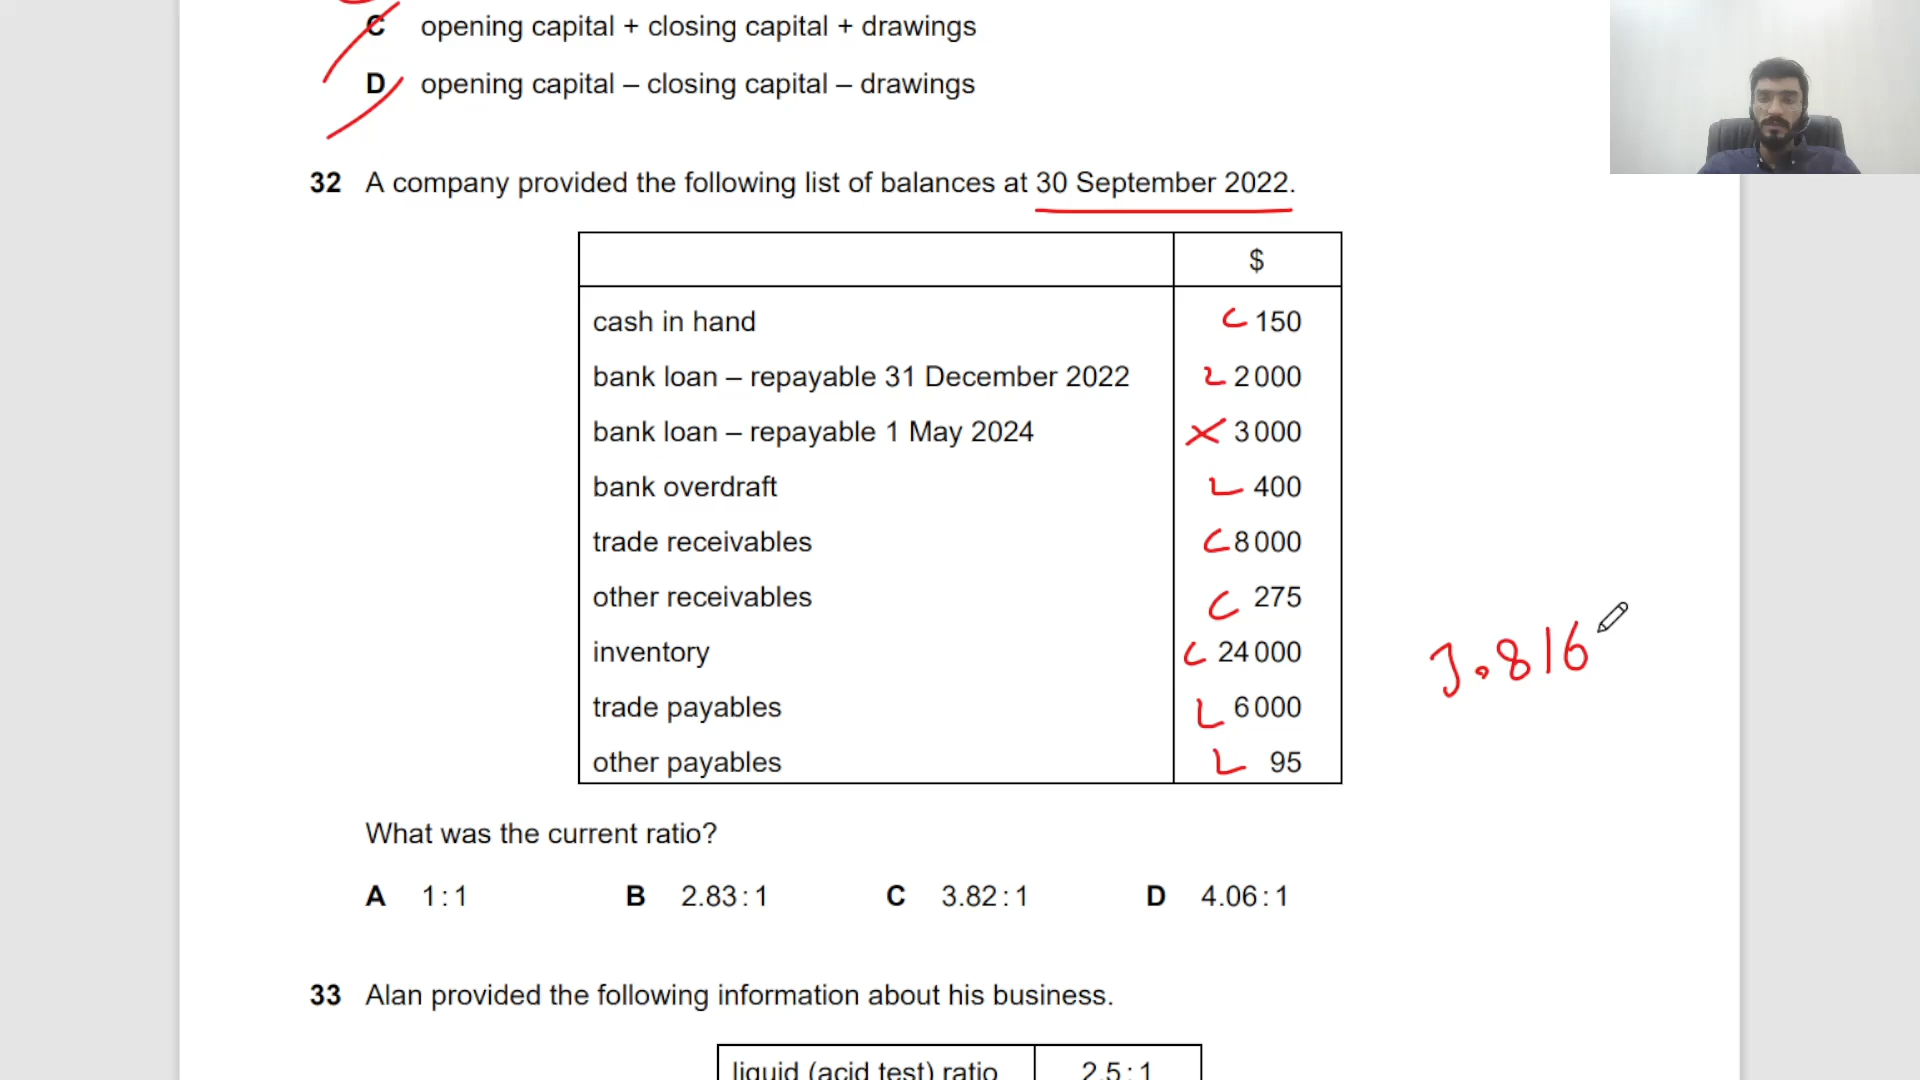 C opening capital + closing capital + drawings
D opening capital – closing capital – drawings
32 A company provided the following list of balances at 30 September 2022.
$
cash in hand C 150
bank loan – repayable 31 December 2022 L 2 000
bank loan – repayable 1 May 2024 X 3 000
bank overdraft L 400
trade receivables C 8 000
other receivables C 275
inventory C 24 000
3.816
trade payables L 6 000
other payables L 95
What was the current ratio?
A 1 : 1 B 2.83 : 1 C 3.82 : 1 D 4.06 : 1
33 Alan provided the following information about his business.
liquid (acid test) ratio 2.5 : 1